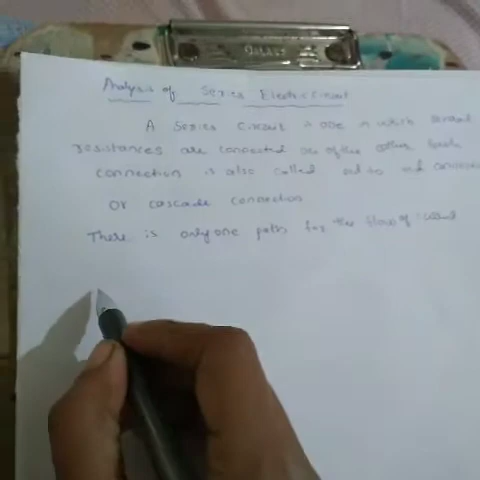 Analysis of Series Electric Circuit
A Series Circuit is one in which several
resistances are connected one after the other Such
connection is also called end to end connection
or cascade connection
There is only one path for the flow of current